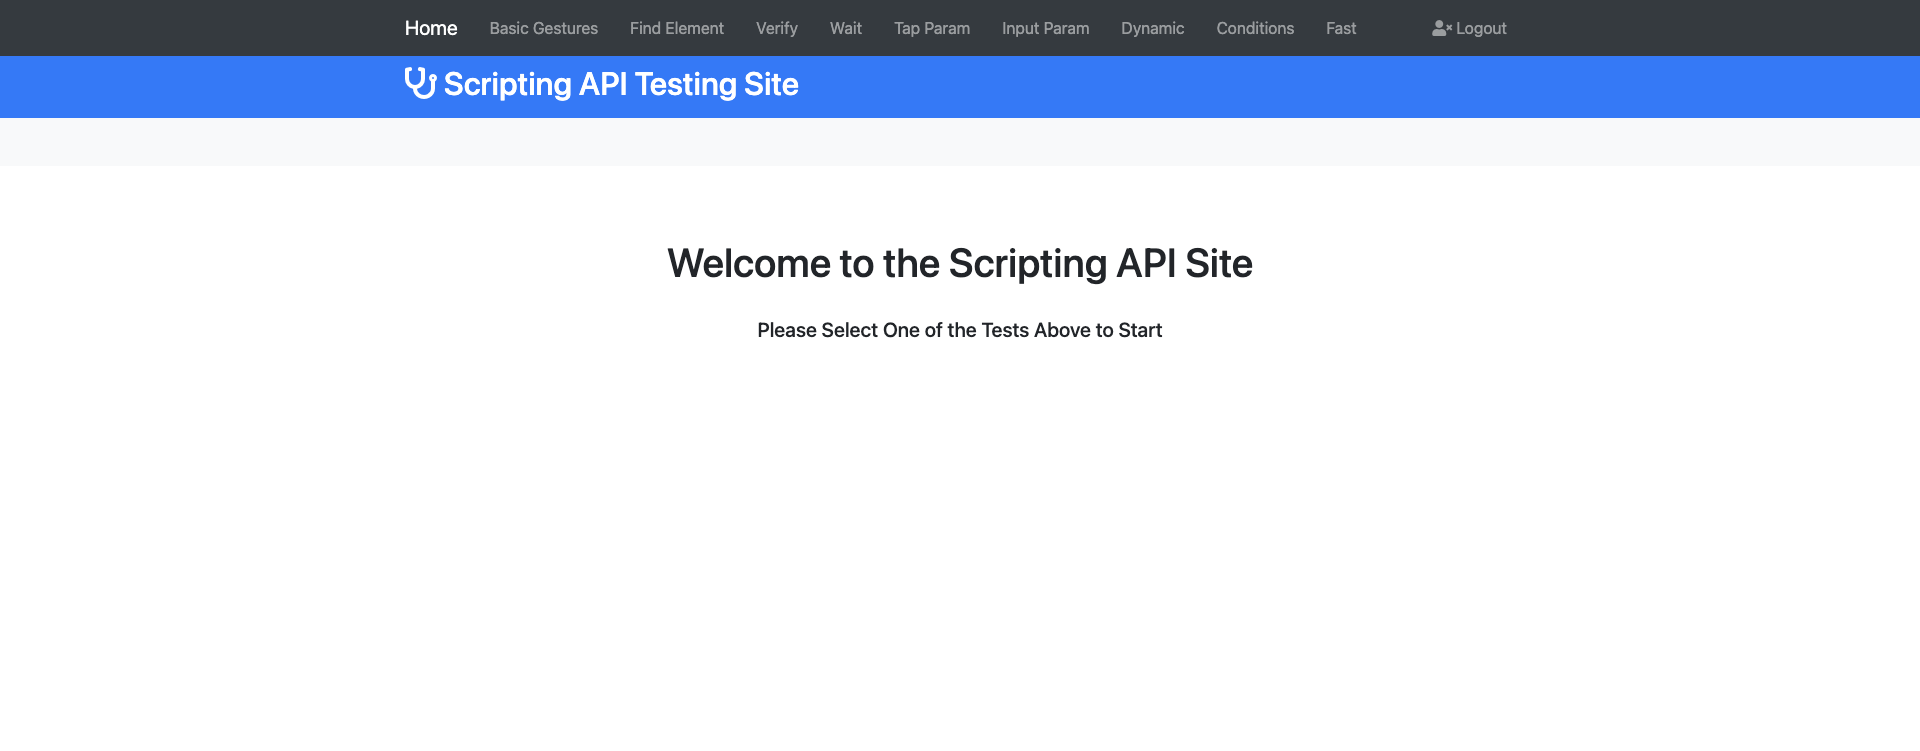 Home Basic Gestures Find Element Verify Wait Tap Param Input Param Dynamic Conditions Fast Logout
Scripting API Testing Site
Welcome to the Scripting API Site
Please Select One of the Tests Above to Start